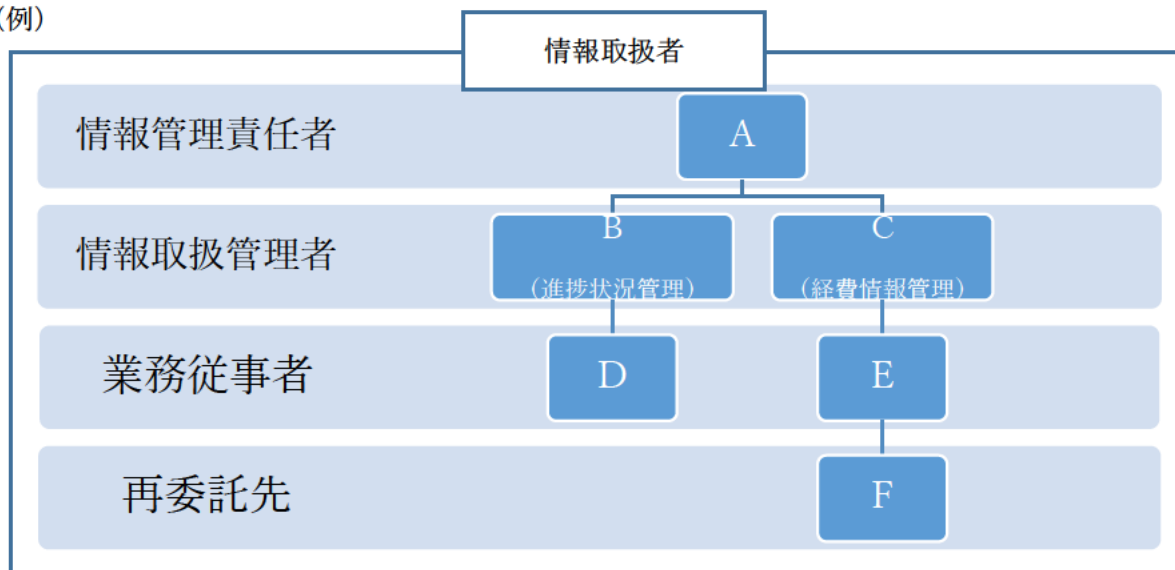 (例)
情報取扱者
情報管理責任者
A
情報取扱管理者
B
(進捗状況管理)
C
(経費情報管理)
業務従事者
D
E
再委託先
F